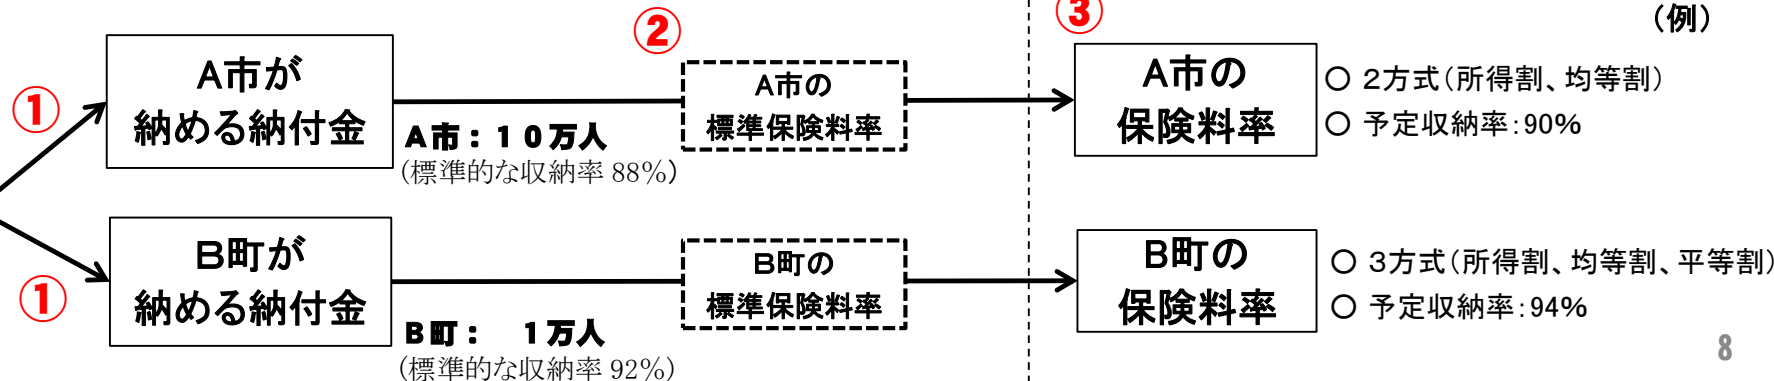 ③
(例)
②
①
A市が
納める納付金
A市：10万人
(標準的な収納率 88%)
A市の
標準保険料率
A市の
保険料率
○ 2方式(所得割、均等割)
○ 予定収納率：90%
①
B町が
納める納付金
B町： 1万人
(標準的な収納率 92%)
B町の
標準保険料率
B町の
保険料率
○ 3方式(所得割、均等割、平等割)
○ 予定収納率：94%
8